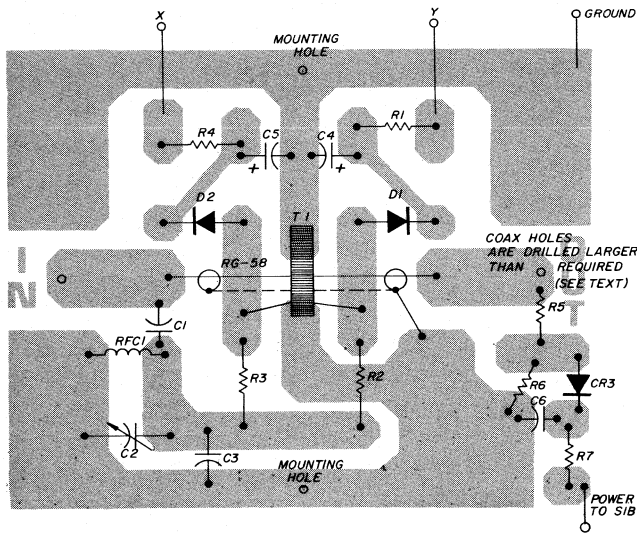 X
Y
GROUND
MOUNTING
HOLE
R4
C5
C4
R1
+
+
D2
T1
D1
RG-58
COAX HOLES
ARE DRILLED LARGER
THAN
REQUIRED
(SEE TEXT)
IN
T
R5
C1
RFC1
R3
R2
R6
CR3
C6
C2
C3
R7
MOUNTING
HOLE
POWER
TO SIB